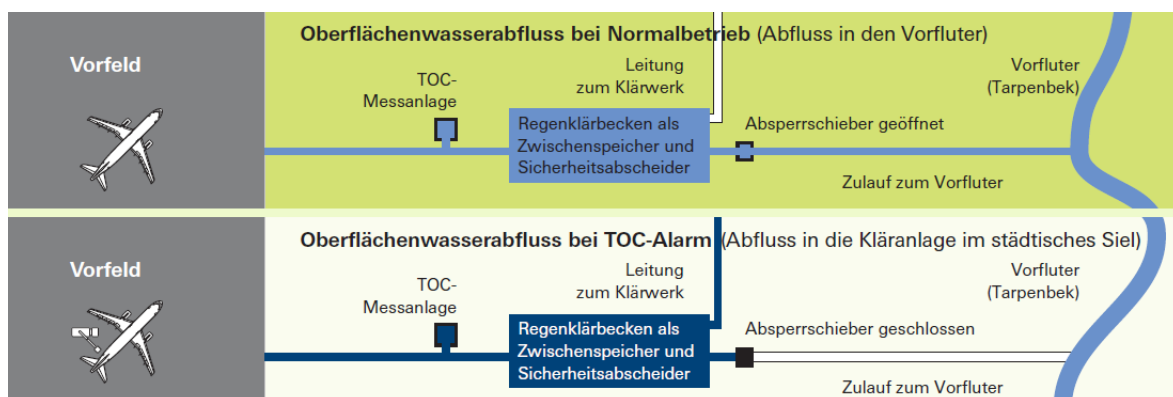 Oberflächenwasserabfluss bei Normalbetrieb (Abfluss in den Vorfluter)
Vorfeld
TOC-
Messanlage
Leitung
zum Klärwerk
Vorfluter
(Tarpenbek)
Regenklärbecken als
Zwischenspeicher und
Sicherheitsabscheider
Absperrschieber geöffnet
Zulauf zum Vorfluter
Oberflächenwasserabfluss bei TOC-Alarm (Abfluss in die Kläranlage im städtisches Siel)
Vorfeld
TOC-
Messanlage
Leitung
zum Klärwerk
Vorfluter
(Tarpenbek)
Regenklärbecken als
Zwischenspeicher und
Sicherheitsabscheider
Absperrschieber geschlossen
Zulauf zum Vorfluter